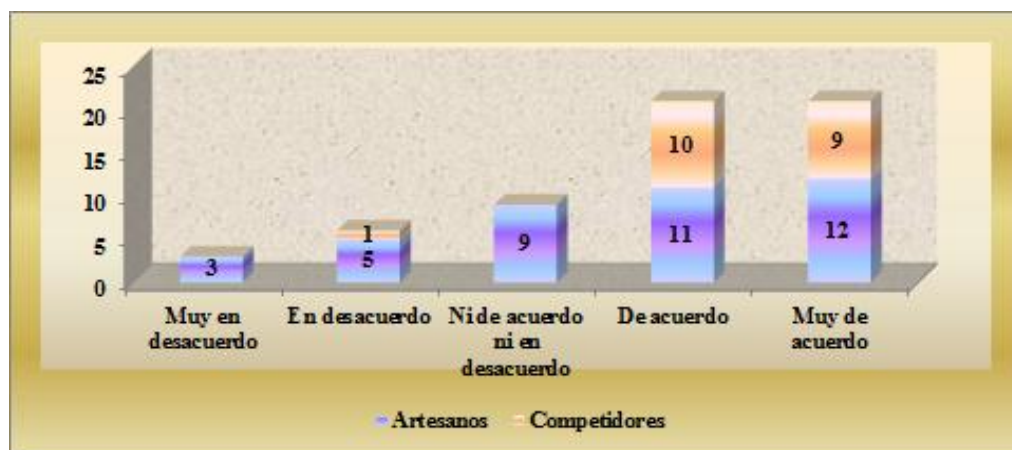 25
20
15
10
5
0
10
9
1
9
11
12
3
5
Muy en
desacuerdo
En desacuerdo
Ni de acuerdo
ni en
desacuerdo
De acuerdo
Muy de
acuerdo
Artesanos
Competidores